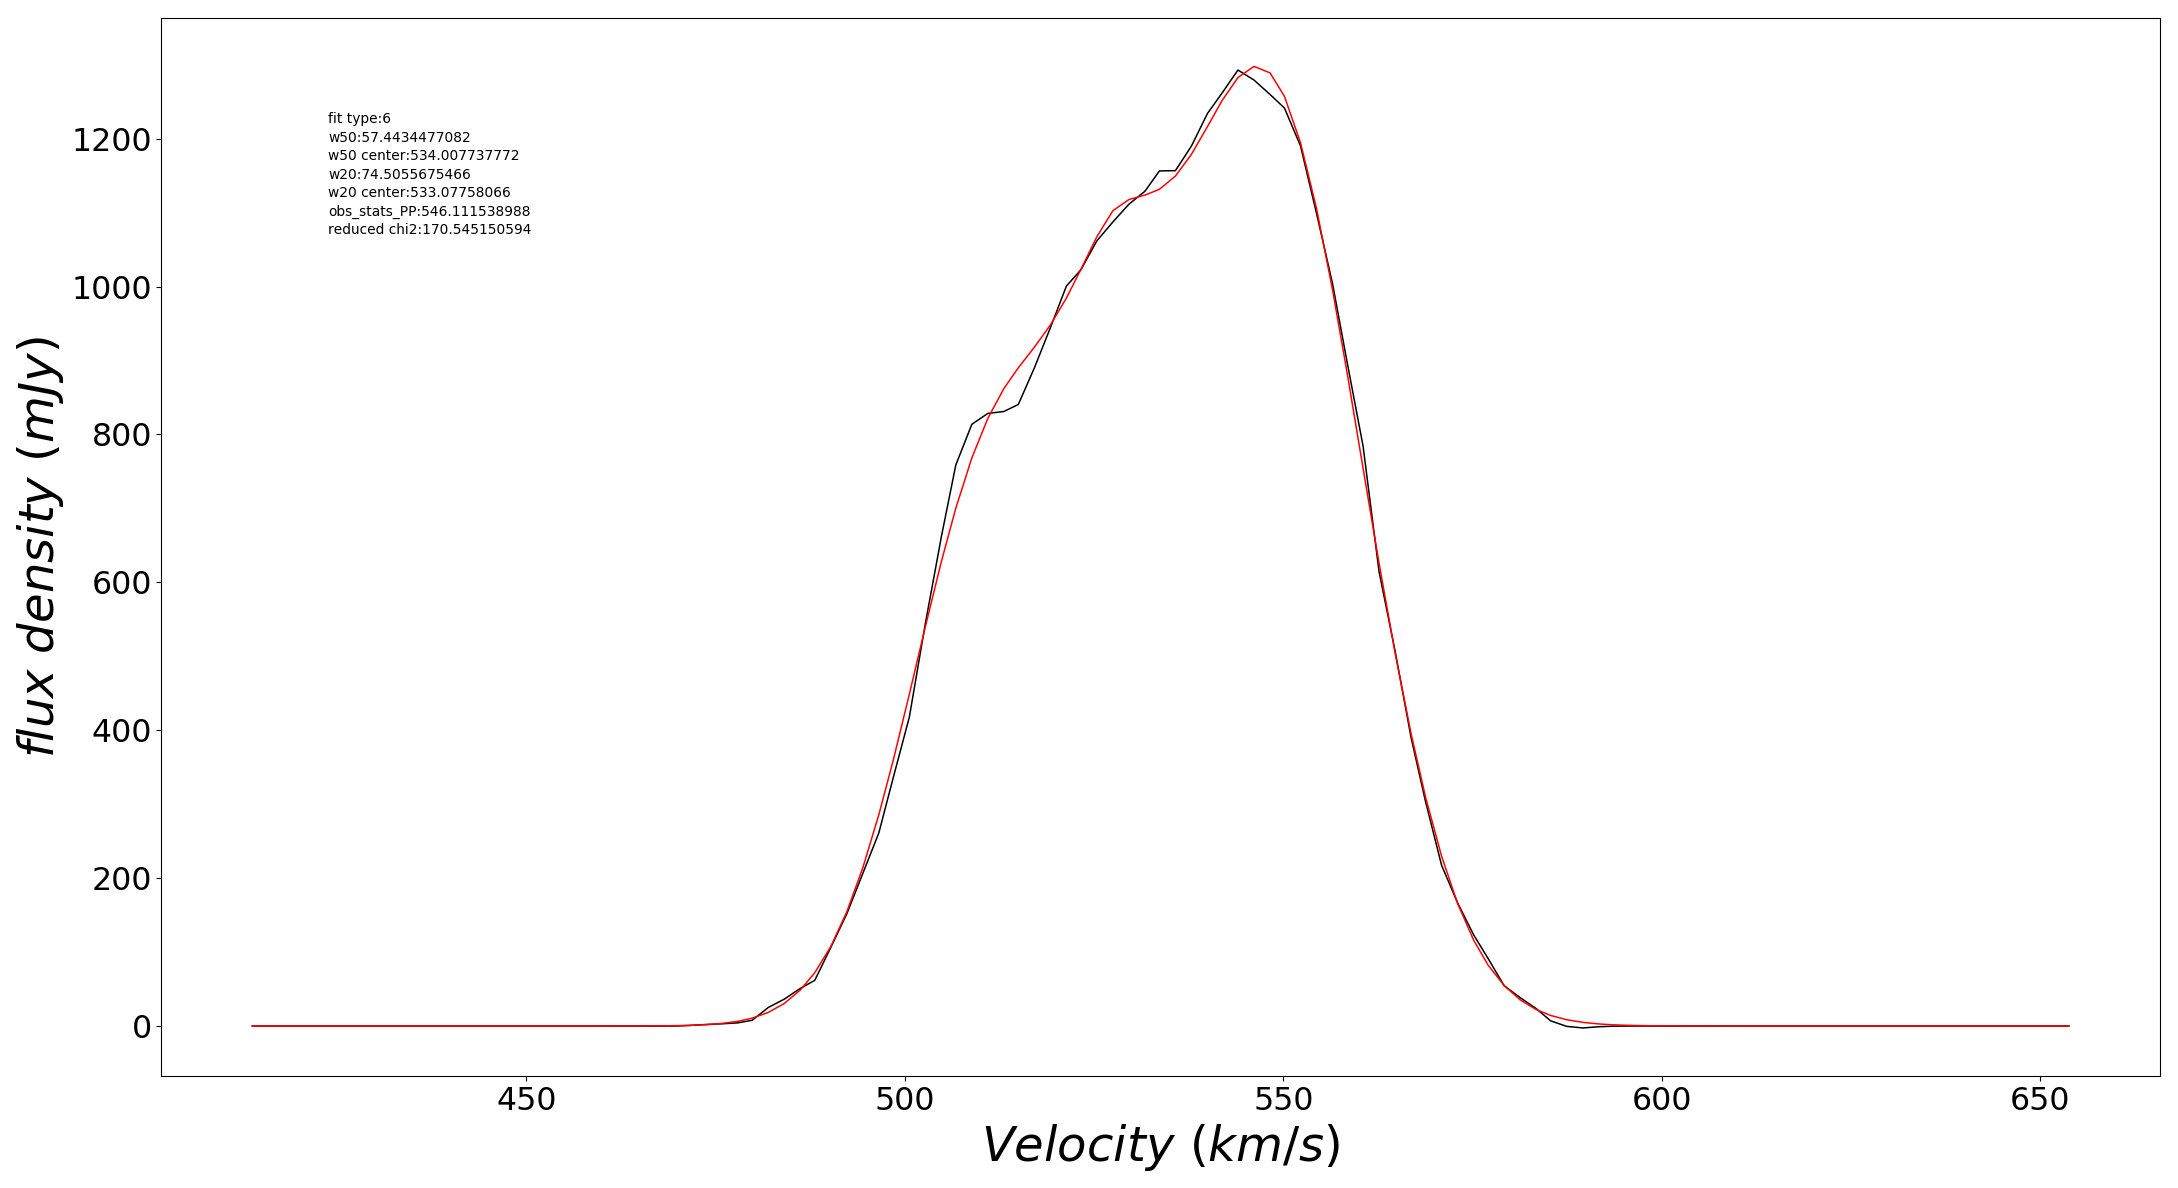 fit type:6
w50:57.4434477082
w50 center:534.007737772
w20:74.5055675466
w20 center:533.07758066
obs_stats_PP:546.111538988
reduced chi2:170.545150594
1200
1000
800
600
400
200
0
flux density (mJy)
450 500 550 600 650
Velocity (km/s)